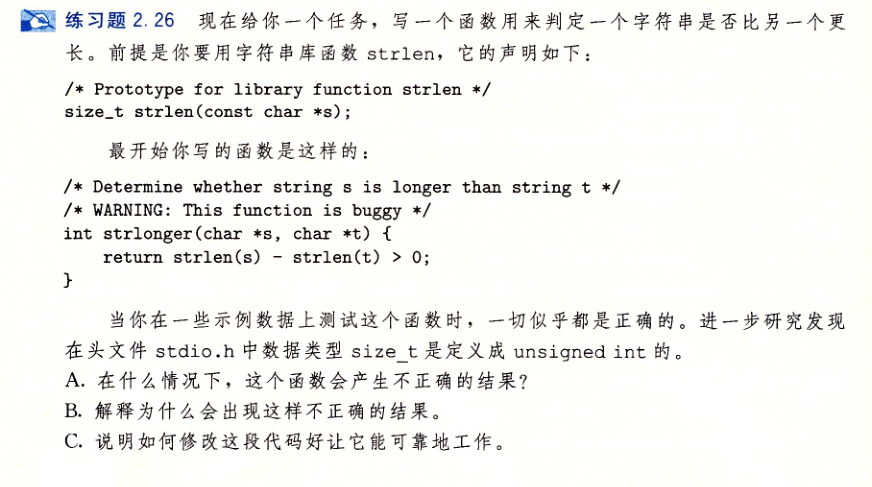 练习题 2.26 现在给你一个任务，写一个函数用来判定一个字符串是否比另一个更
长。前提是你要用字符串库函数 strlen，它的声明如下：
/* Prototype for library function strlen */
size_t strlen(const char *s);
最开始你写的函数是这样的：
/* Determine whether string s is longer than string t */
/* WARNING: This function is buggy */
int strlonger(char *s, char *t) {
    return strlen(s) - strlen(t) > 0;
}
当你在一些示例数据上测试这个函数时，一切似乎都是正确的。进一步研究发现
在头文件 stdio.h 中数据类型 size_t 是定义成 unsigned int 的。
A. 在什么情况下，这个函数会产生不正确的结果？
B. 解释为什么会出现这样不正确的结果。
C. 说明如何修改这段代码好让它能可靠地工作。